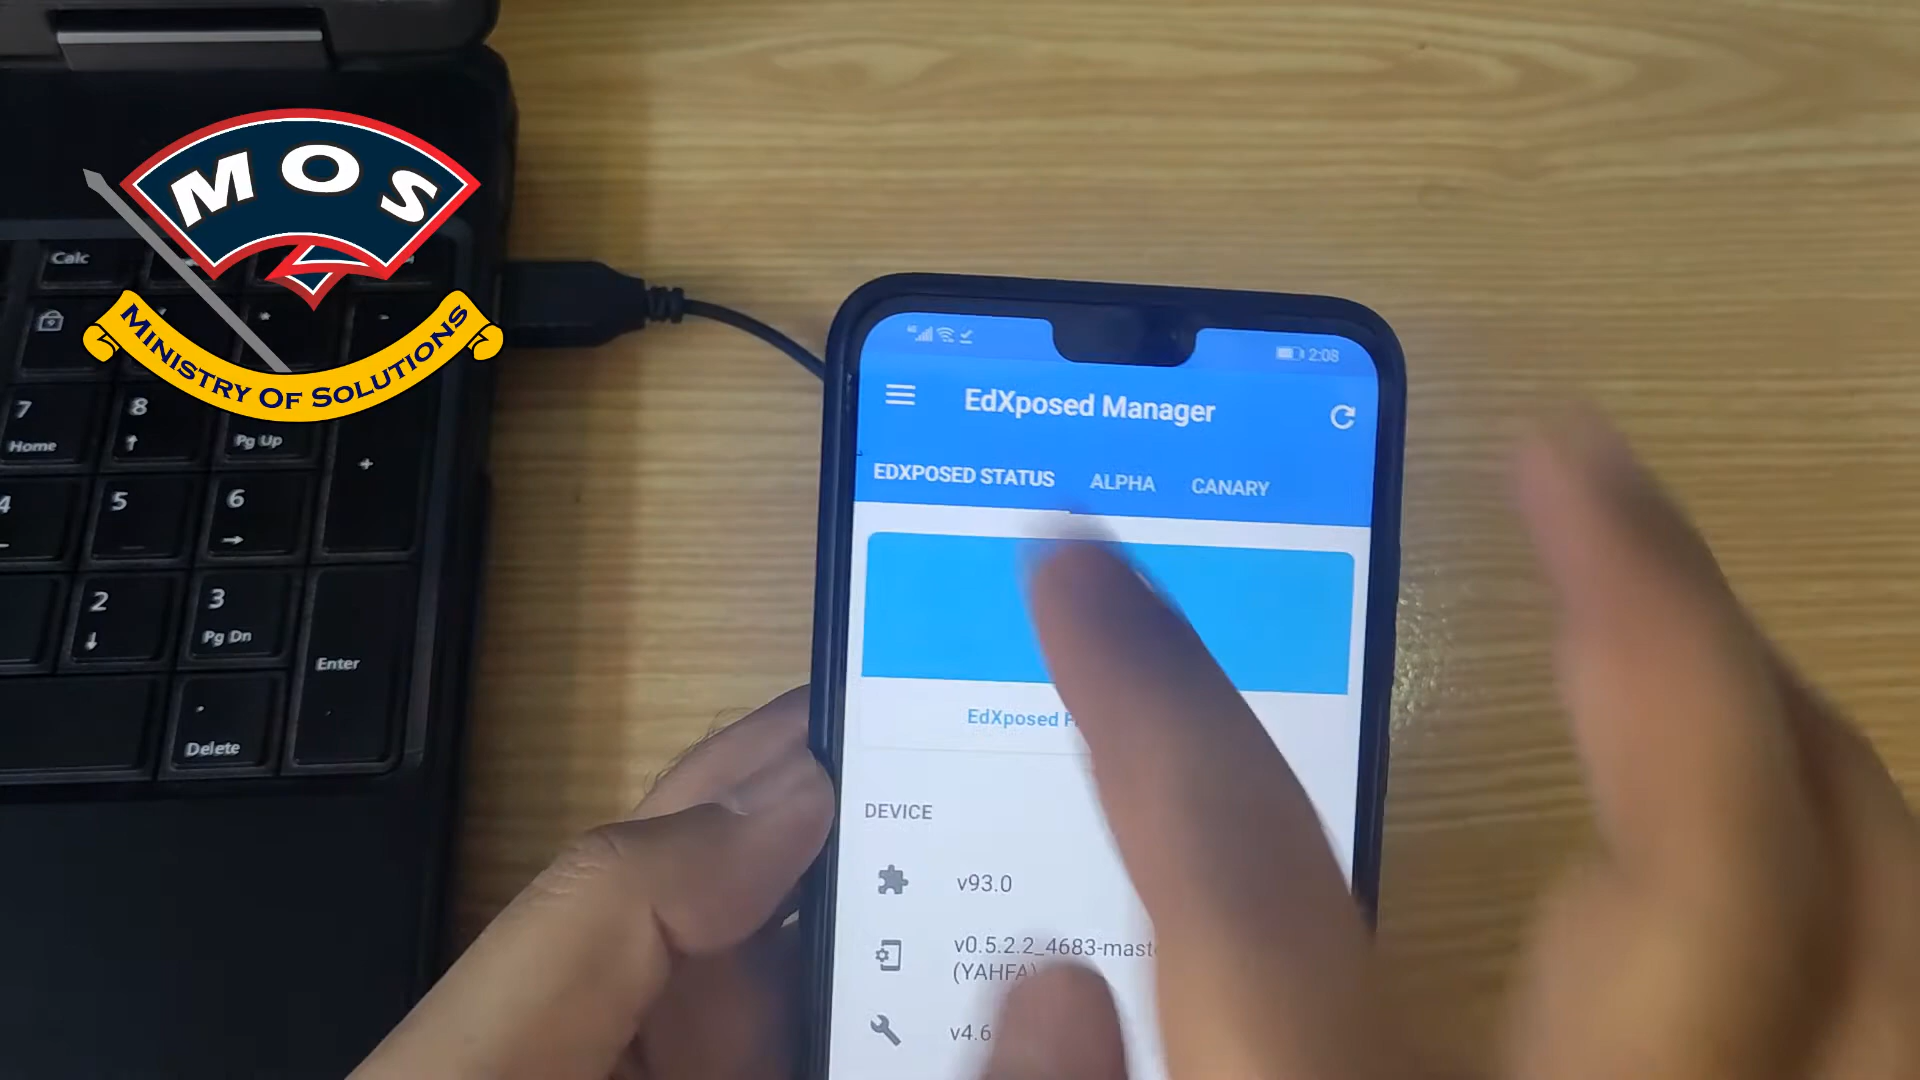 MOS
MINISTRY OF SOLUTIONS
Calc
*
-
7
Home
8
Pg Up
+
4
5
6
2
3
Pg Dn
Enter
.
Delete
2:08
EdXposed Manager
EDXPOSED STATUS
ALPHA
CANARY
EdXposed
DEVICE
v93.0
v0.5.2.2_4683-mast
(YAHFA)
v4.6